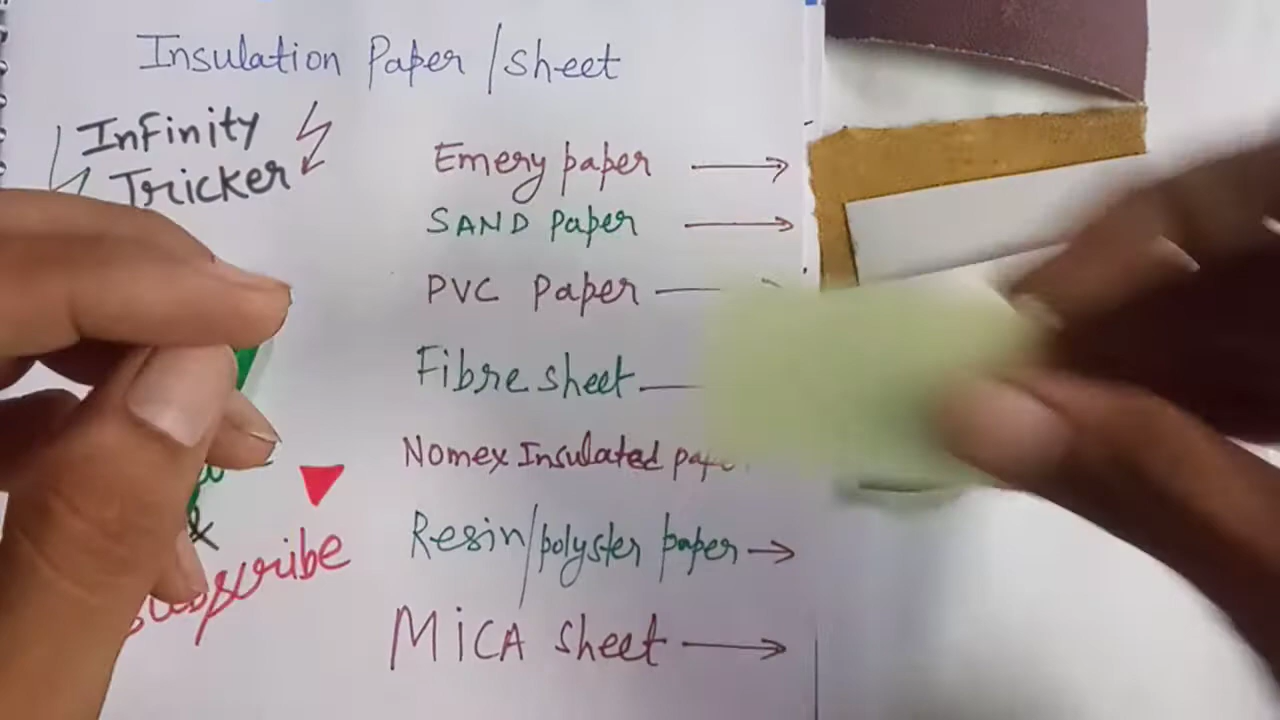 Insulation Paper/sheet
Infinity
Tricker
Emery paper
SAND paper
PVC paper
Fibre sheet
Nomex Insulated
Resin/polyster paper
&
MiCA sheet